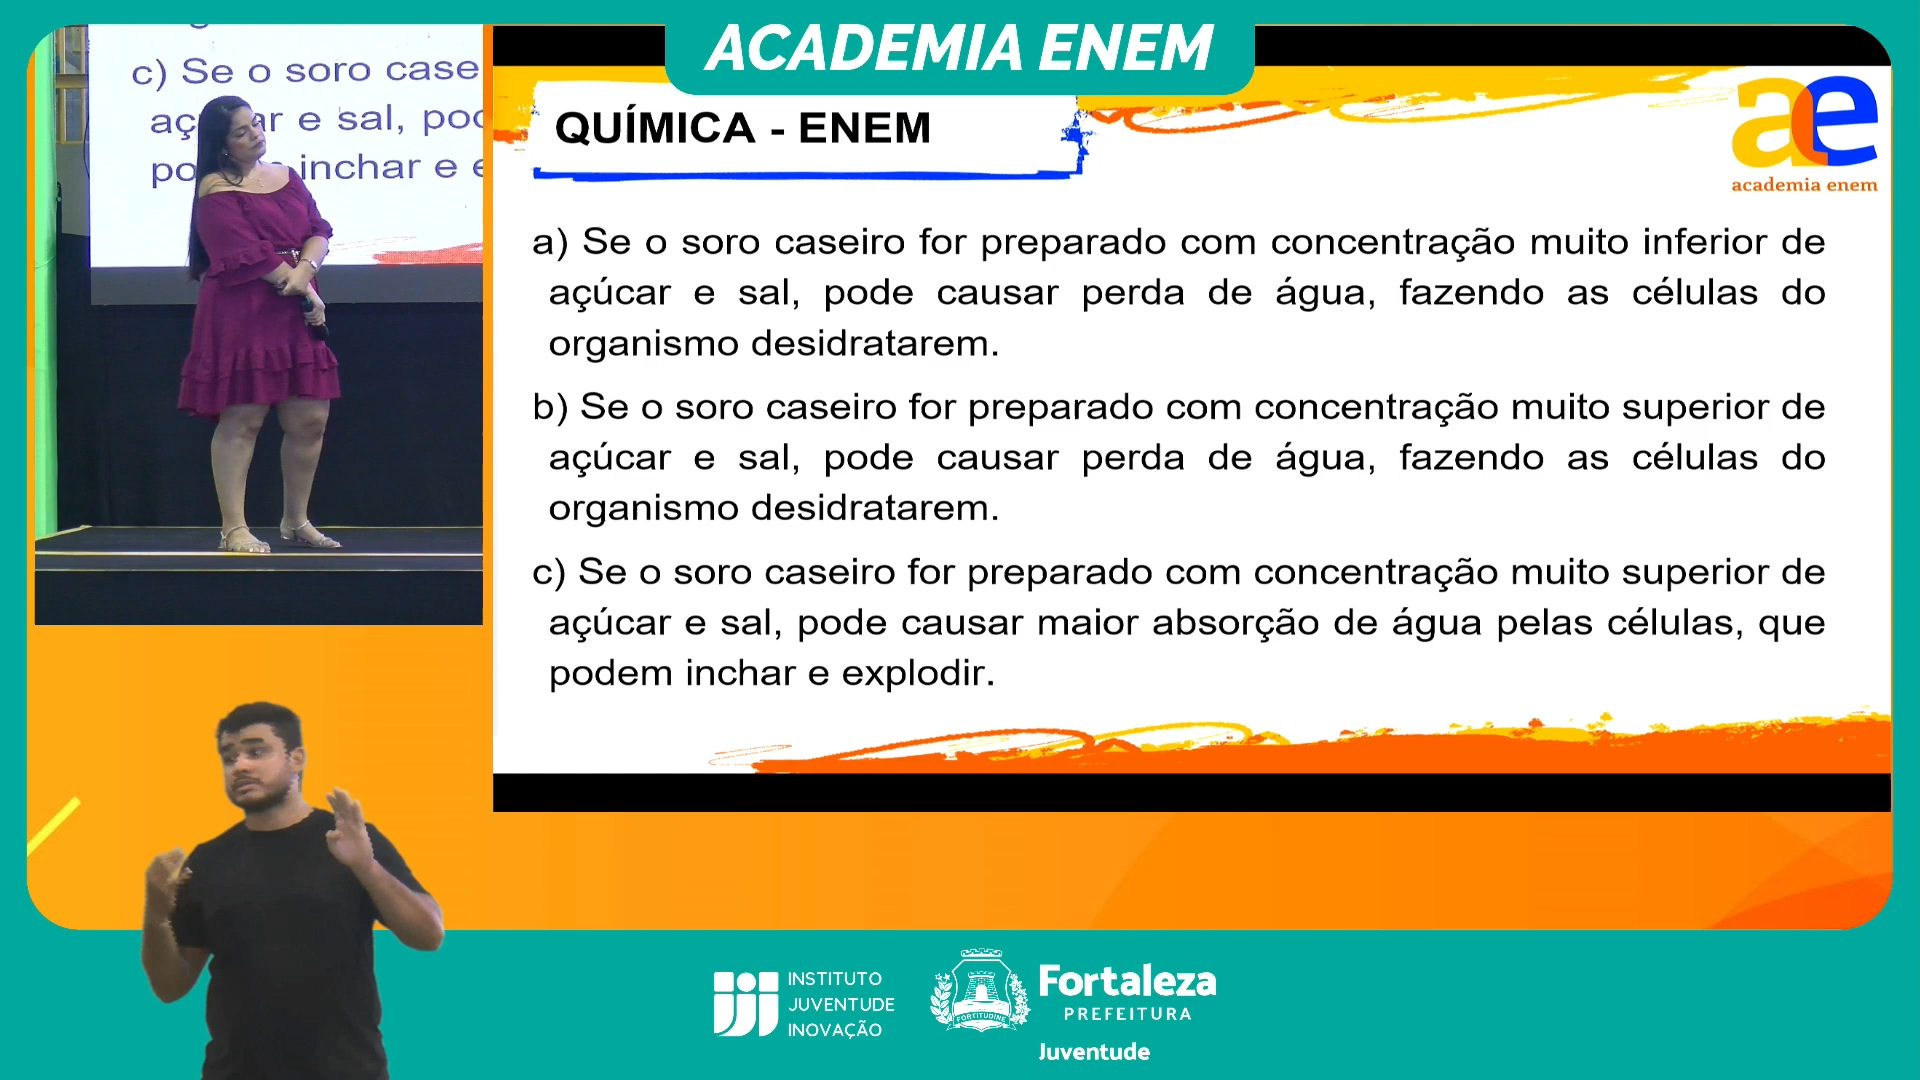 ACADEMIA ENEM
c) Se o soro case
e sal,
inchar e
QUÍMICA - ENEM
ae
academia enem
a) Se o soro caseiro for preparado com concentração muito inferior de
açúcar e sal, pode causar perda de água, fazendo as células do
organismo desidratarem.
b) Se o soro caseiro for preparado com concentração muito superior de
açúcar e sal, pode causar perda de água, fazendo as células do
organismo desidratarem.
c) Se o soro caseiro for preparado com concentração muito superior de
açúcar e sal, pode causar maior absorção de água pelas células, que
podem inchar e explodir.
INSTITUTO
JUVENTUDE
INOVAÇÃO
FORTITUDINE
Fortaleza
PREFEITURA
Juventude